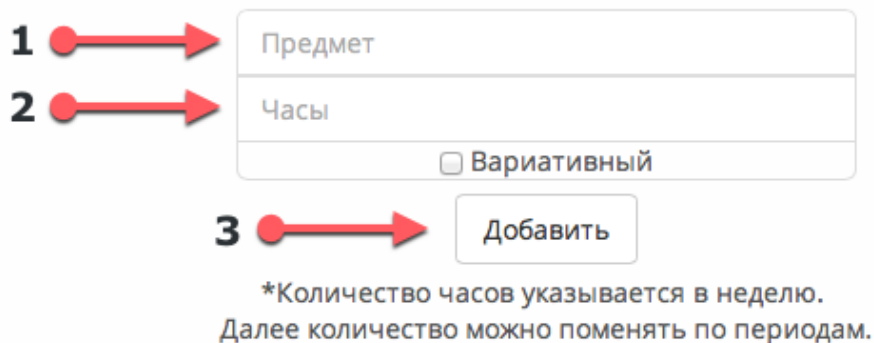 1 Предмет
2 Часы
Вариативный
3 Добавить
*Количество часов указывается в неделю.
Далее количество можно поменять по периодам.